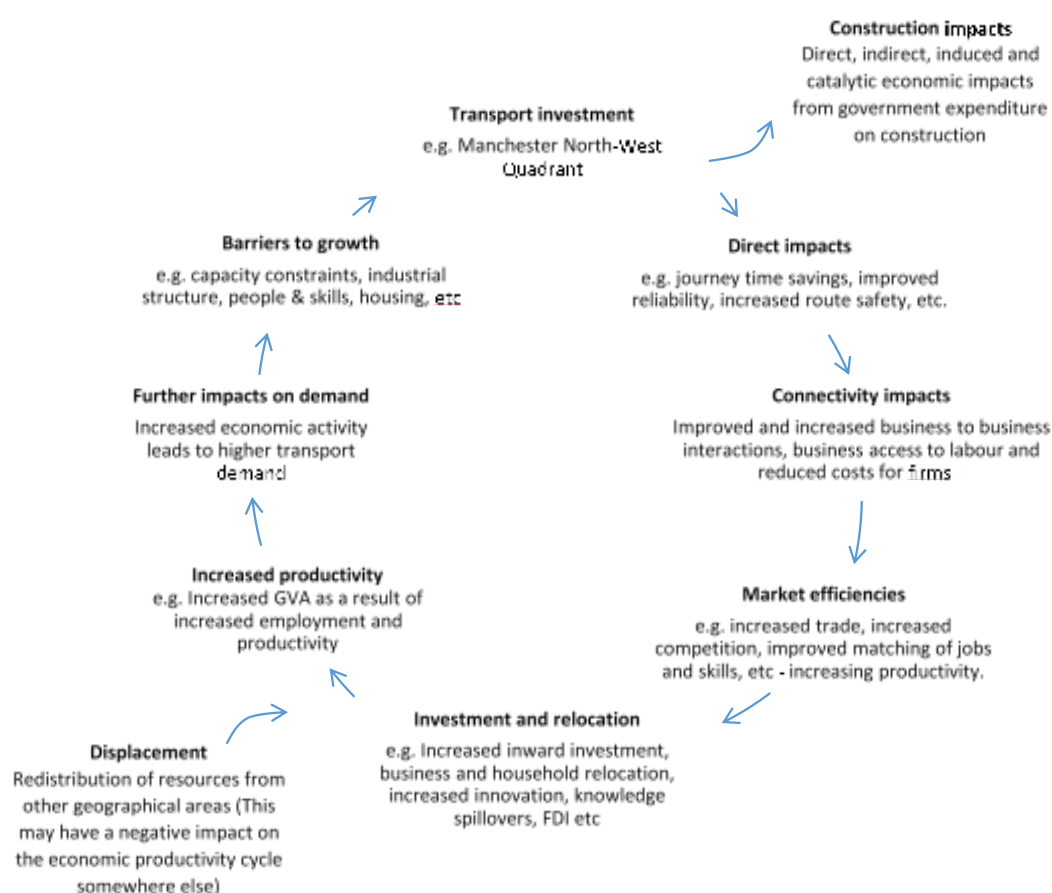 Construction impacts
Direct, indirect, induced and
catalytic economic impacts
from government expenditure
on construction
Transport investment
e.g. Manchester North-West
Quadrant
Direct impacts
e.g. journey time savings, improved
reliability, increased route safety, etc.
Connectivity impacts
Improved and increased business to business
interactions, business access to labour and
reduced costs for firms
Market efficiencies
e.g. increased trade, increased
competition, improved matching of jobs
and skills, etc - increasing productivity.
Investment and relocation
e.g. Increased inward investment,
business and household relocation,
increased innovation, knowledge
spillovers, FDI etc
Displacement
Redistribution of resources from
other geographical areas (This
may have a negative impact on
the economic productivity cycle
somewhere else)
Increased productivity
e.g. Increased GVA as a result of
increased employment and
productivity
Further impacts on demand
Increased economic activity
leads to higher transport
demand
Barriers to growth
e.g. capacity constraints, industrial
structure, people & skills, housing, etc